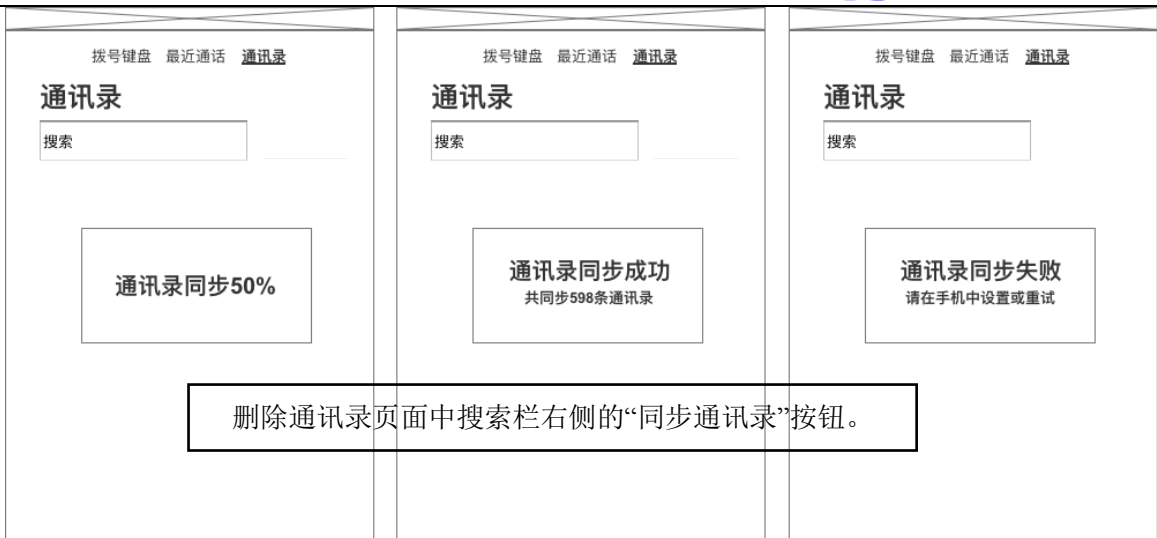 拨号键盘 最近通话 通讯录
通讯录
搜索
通讯录同步50%
拨号键盘 最近通话 通讯录
通讯录
搜索
通讯录同步成功
共同步598条通讯录
拨号键盘 最近通话 通讯录
通讯录
搜索
通讯录同步失败
请在手机中设置或重试
删除通讯录页面中搜索栏右侧的“同步通讯录”按钮。